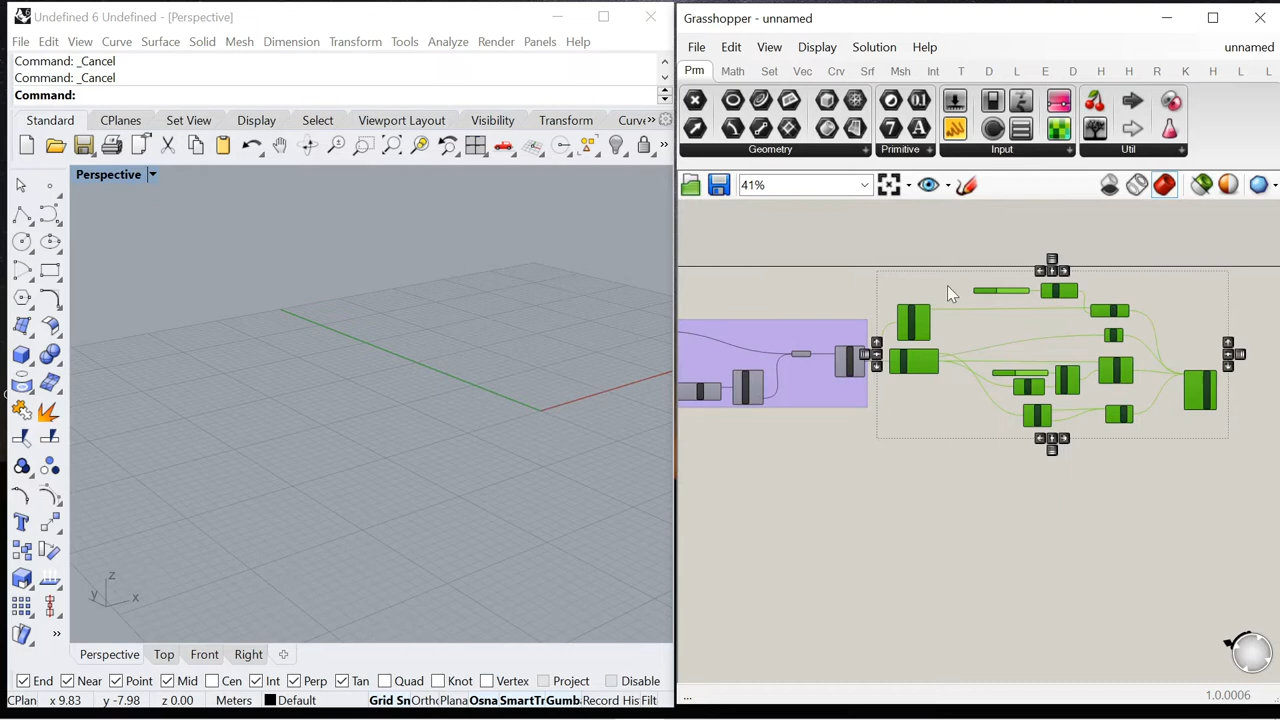 Undefined 6 Undefined - [Perspective]
File Edit View Curve Surface Solid Mesh Dimension Transform Tools Analyze Render Panels Help
Command: _Cancel
Command: _Cancel
Command:
Standard CPlanes Set View Display Select Viewport Layout Visibility Transform Curv
Perspective
z
y x
Perspective Top Front Right
End Near Point Mid Cen Int Perp Tan Quad Knot Vertex Project Disable
CPlan x 9.83 y -7.98 z 0.00 Meters Default Grid Sn Orth Plana Osna SmartTr Gumb Record His Filt
Grasshopper - unnamed
File Edit View Display Solution Help unnamed
Prm Math Set Vec Crv Srf Msh Int T D L E D H H R K H L L
0.1
7 A
Geometry Primitive Input Util
41%
...
1.0.0006